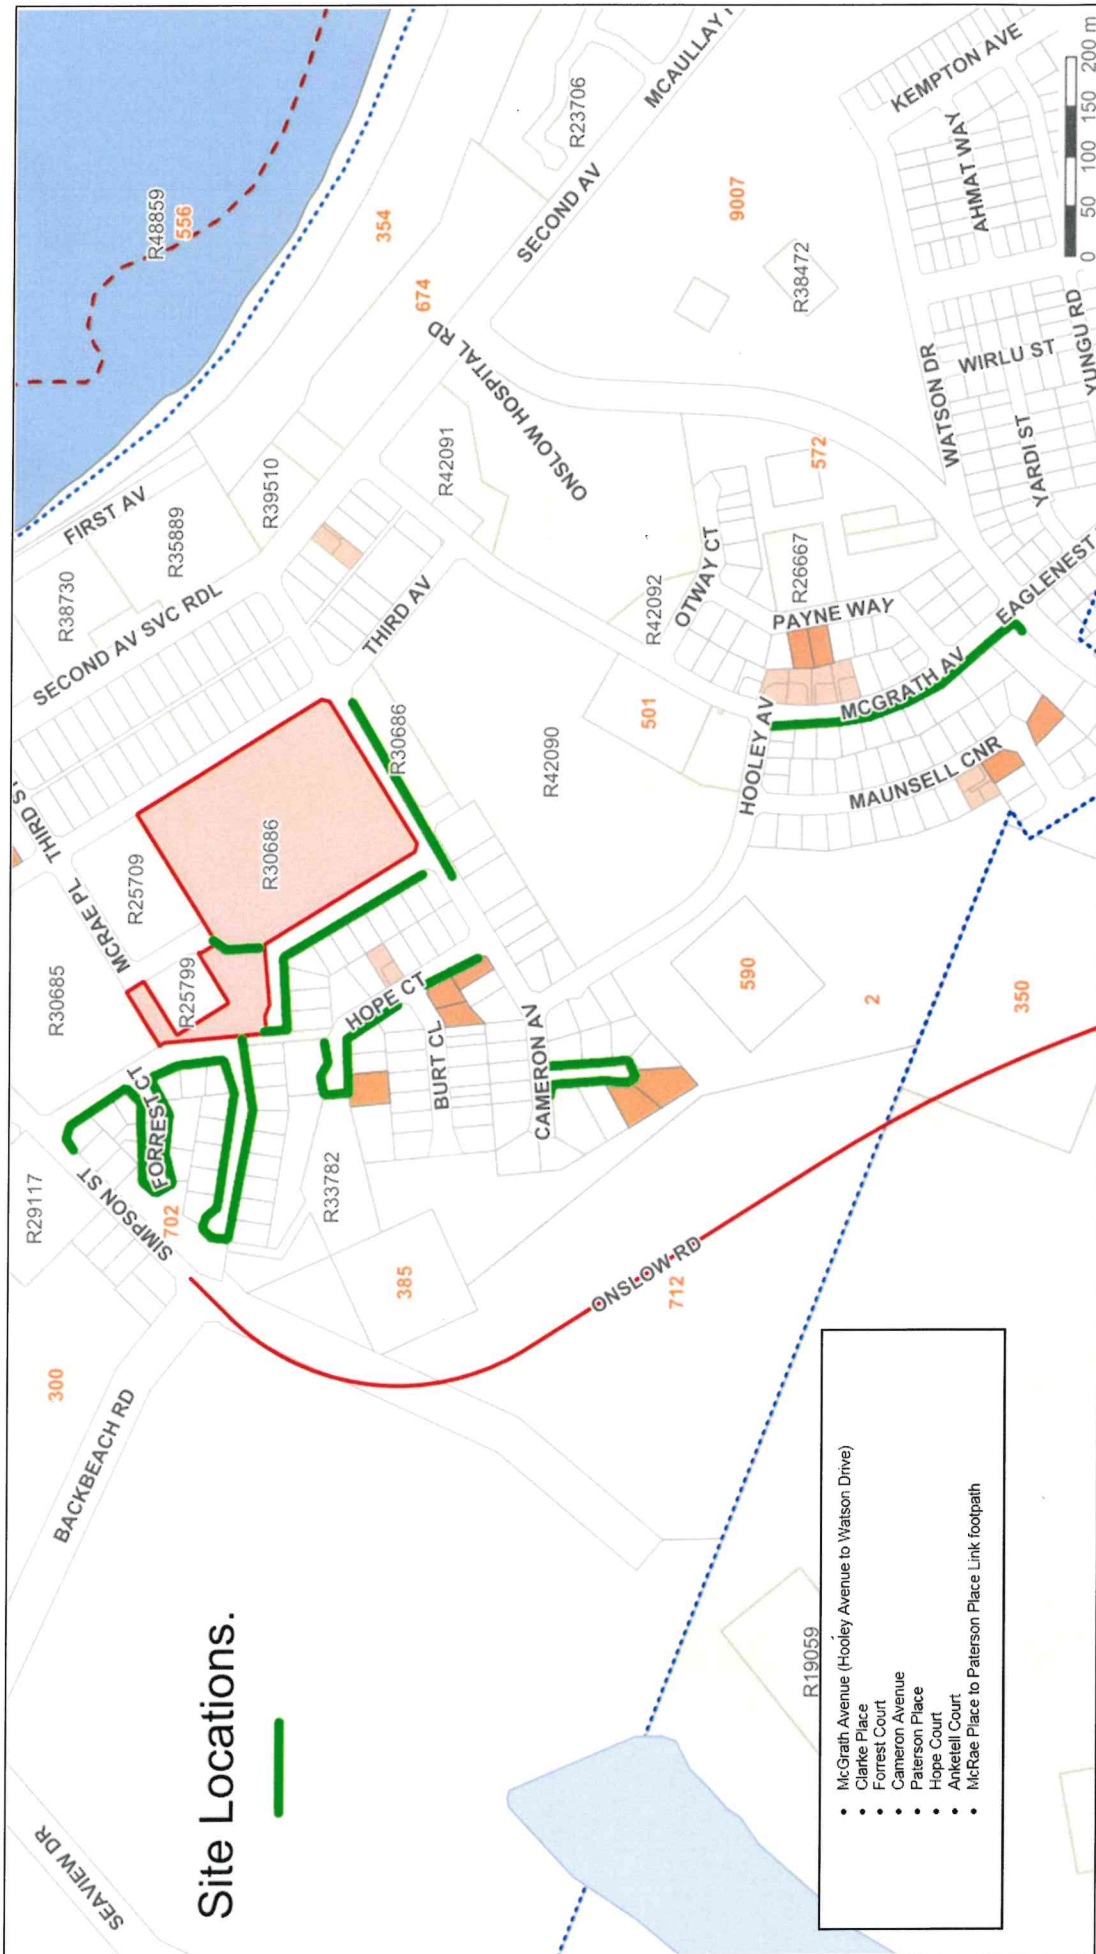 SEAVIEW DR
Site Locations.
BACKBEACH RD
300
R29117
SIMPSON ST
702
FORREST CT
R30685
MCRAE PL
THIRD
R25709
R25799
R30686
R30686
SECOND AV SVC RDL
R38730
FIRST AV
R35889
R39510
R48859
556
354
674
R42091
THIRD AV
SECOND AV
R23706
MCAULLAY
ONSLOW HOSPITAL RD
9007
R38472
KEMPTON AVE
AHMAT WAY
WATSON DR
WIRLU ST
YARDI ST
YUNGU RD
572
R26667
OTWAY CT
R42092
PAYNE WAY
EAGLENEST
MCGRATH AV
MAUNSELL CNR
HOOLEY AV
501
R42090
HOPE CT
BURT CL
CAMERON AV
R33782
385
590
2
350
ONSLOW RD
712
R19059
• McGrath Avenue (Hooley Avenue to Watson Drive)
• Clarke Place
• Forrest Court
• Cameron Avenue
• Paterson Place
• Hope Court
• Anketell Court
• McRae Place to Paterson Place Link footpath
0 50 100 150 200 m